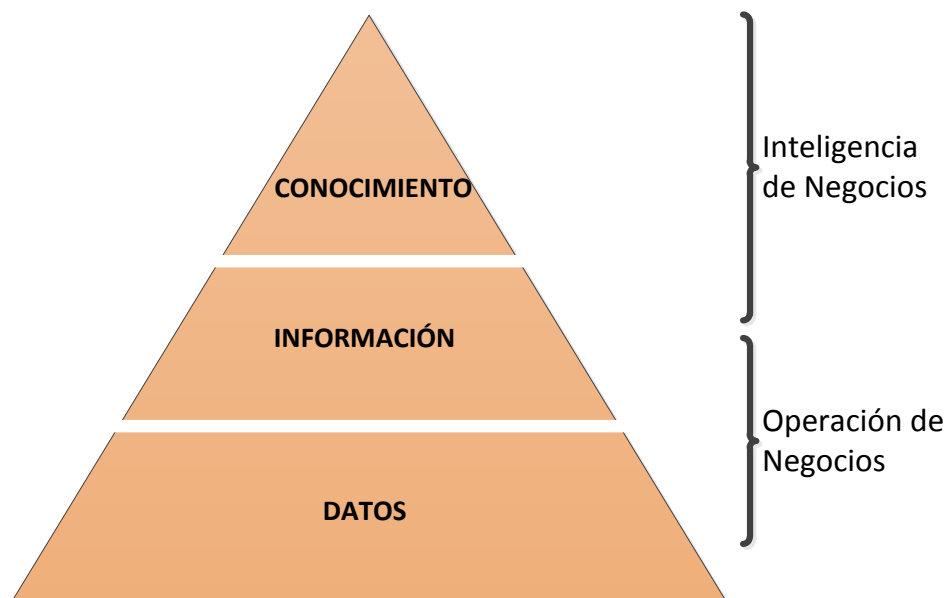 CONOCIMIENTO
Inteligencia
de Negocios
INFORMACIÓN
Operación de
Negocios
DATOS